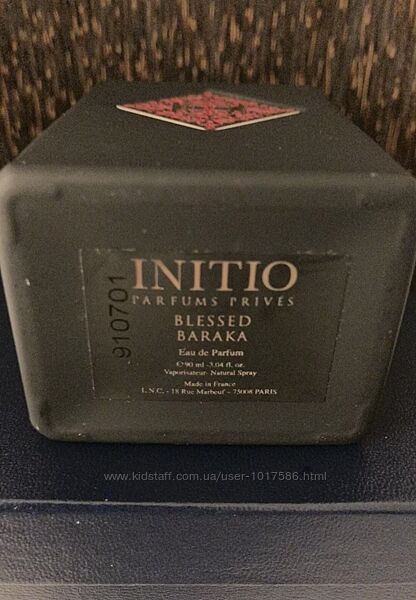 INITIO
PARFUMS PRIVÉS
BLESSED
BARAKA
Eau de Parfum
℮ 90 ml -3.04 fl. oz.
Vaporisateur- Natural Spray
Made in France
L.N.C. - 18 Rue Marbeuf - 75008 PARIS
910701
www.kidstaff.com.ua/user-1017586.html